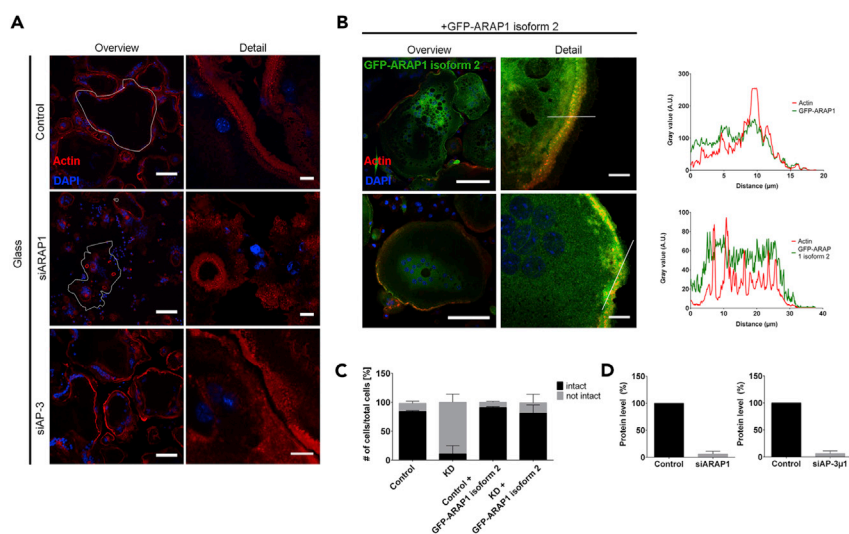 A
Overview
Detail
Glass
Control
Actin
DAPI
siARAP1
siAP-3
B
+GFP-ARAP1 isoform 2
Overview
Detail
GFP-ARAP1 isoform 2
Actin
DAPI
Gray value (A.U.)
300
200
100
0
0
5
10
15
20
Distance (µm)
Actin
GFP-ARAP1
Gray value (A.U.)
100
80
60
40
20
0
0
10
20
30
40
Distance (µm)
Actin
GFP-ARAP
1 isoform 2
C
# of cells/total cells [%]
150
100
50
0
intact
not intact
Control
KD
Control +
GFP-ARAP1 isoform 2
KD +
GFP-ARAP1 isoform 2
D
Protein level (%)
150
100
50
0
Control
siARAP1
Protein level (%)
150
100
50
0
Control
siAP-3µ1